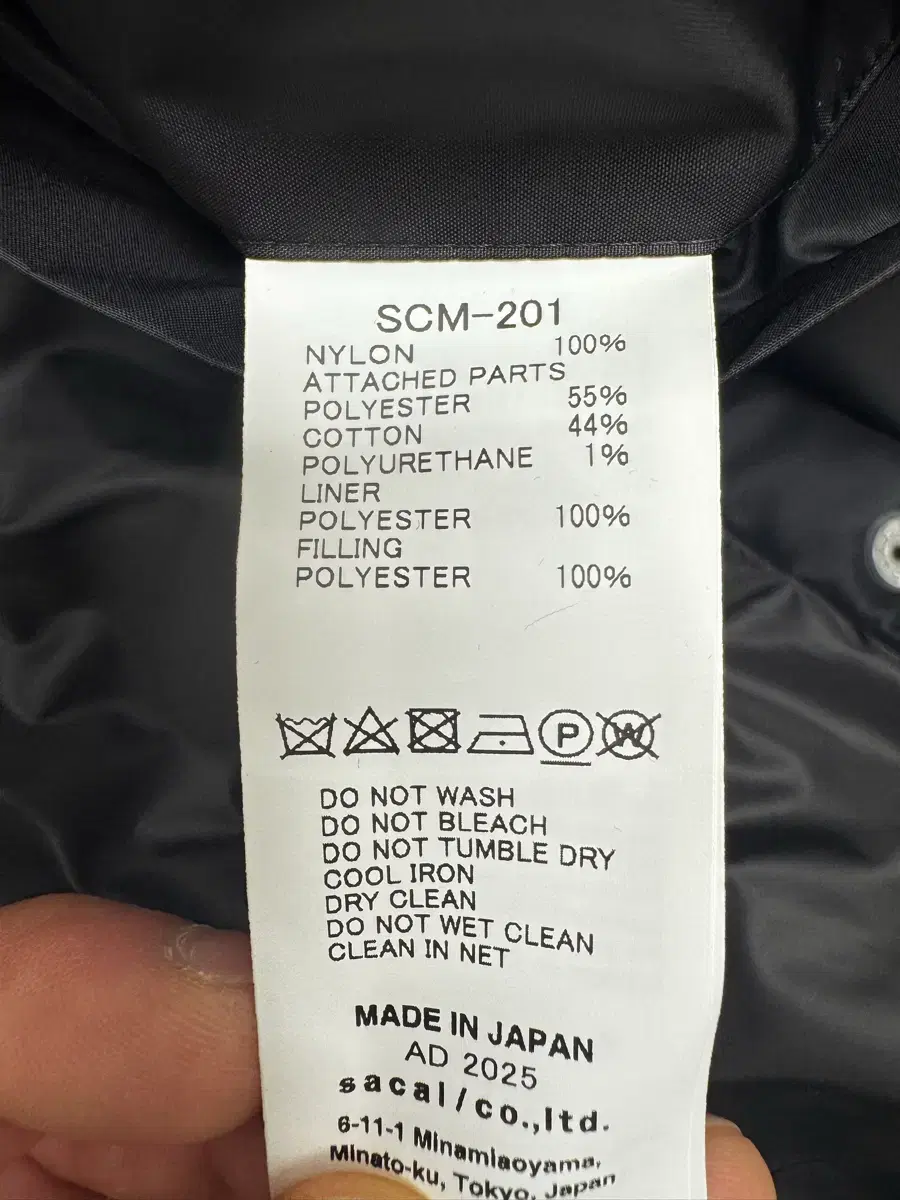 SCM-201
NYLON 100%
ATTACHED PARTS
POLYESTER 55%
COTTON 44%
POLYURETHANE 1%
LINER
POLYESTER 100%
FILLING
POLYESTER 100%
P W
DO NOT WASH
DO NOT BLEACH
DO NOT TUMBLE DRY
COOL IRON
DRY CLEAN
DO NOT WET CLEAN
CLEAN IN NET
MADE IN JAPAN
AD 2025
sacai/co.,ltd.
6-11-1 Minamiaoyama,
Minato-ku, Tokyo, Japan